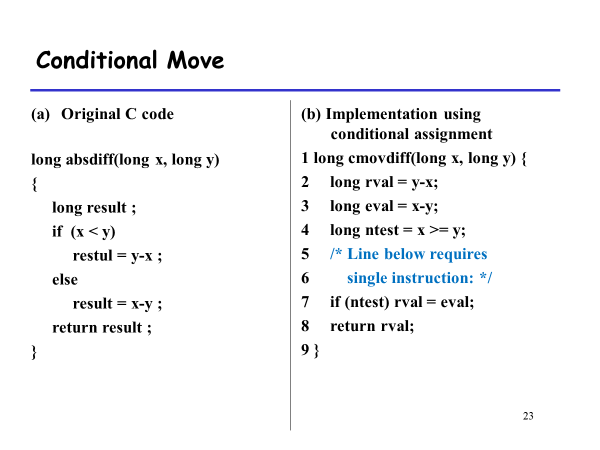 Conditional Move
(a) Original C code
long absdiff(long x, long y)
{
long result ;
if (x < y)
restul = y-x ;
else
result = x-y ;
return result ;
}
(b) Implementation using
conditional assignment
1 long cmovdiff(long x, long y) {
2 long rval = y-x;
3 long eval = x-y;
4 long ntest = x >= y;
5 /* Line below requires
6 single instruction: */
7 if (ntest) rval = eval;
8 return rval;
9 }
23